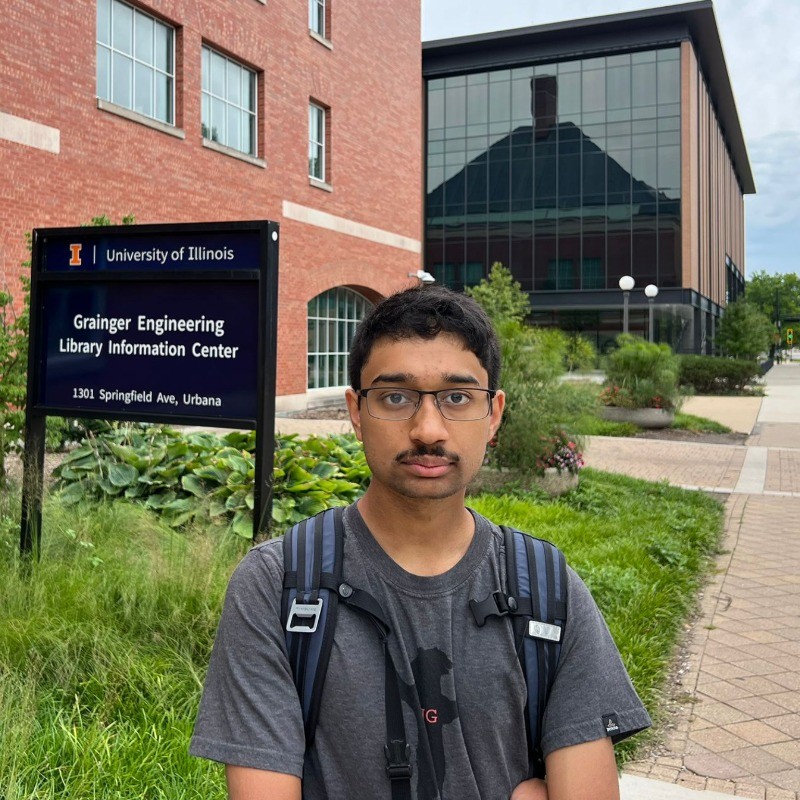 I University of Illinois
Grainger Engineering
Library Information Center
1301 Springfield Ave, Urbana